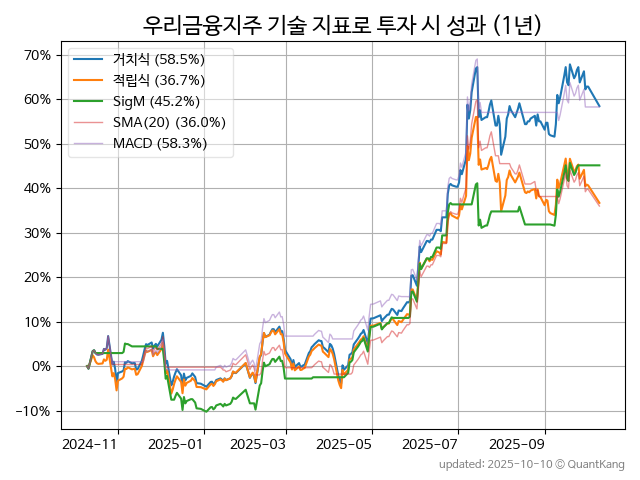 우리금융지주 기술 지표로 투자 시 성과 (1년)
70%
60%
50%
40%
30%
20%
10%
0%
−10%
거치식 (58.5%)
적립식 (36.7%)
SigM (45.2%)
SMA(20) (36.0%)
MACD (58.3%)
2024-11
2025-01
2025-03
2025-05
2025-07
2025-09
updated: 2025-10-10 © QuantKang